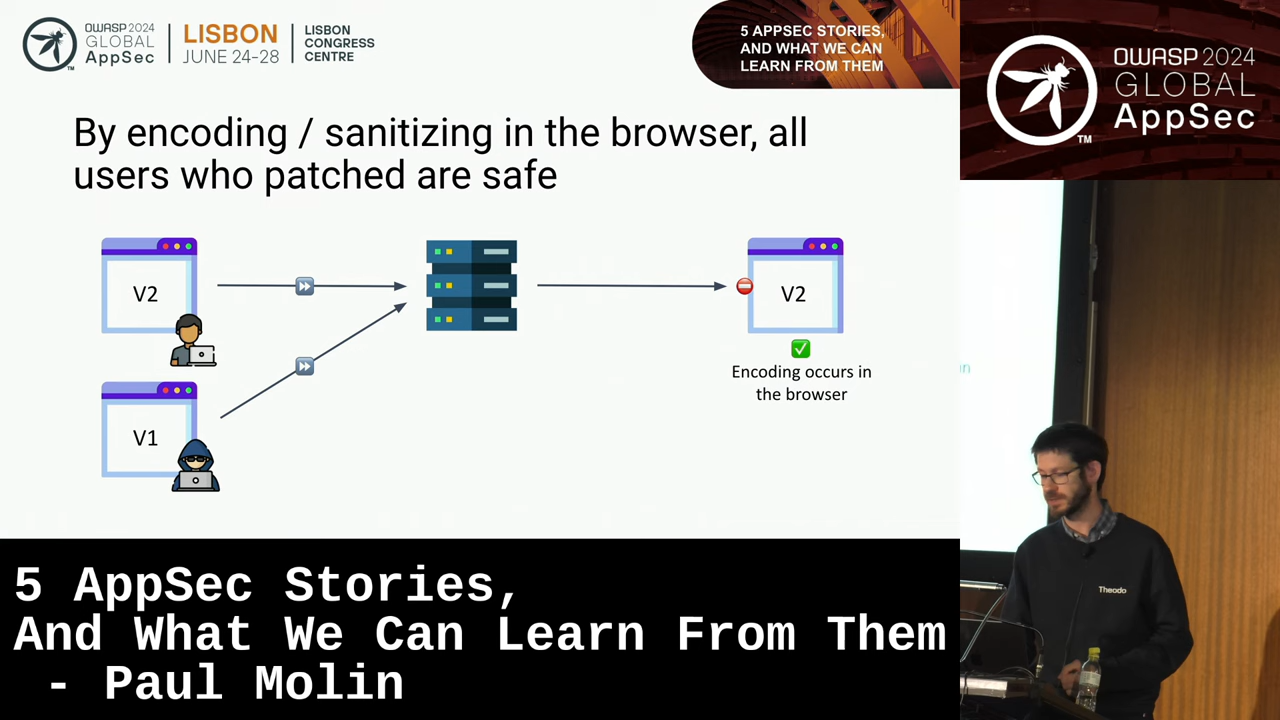 OWASP 2024
GLOBAL
AppSec
TM
LISBON
JUNE 24-28
LISBON
CONGRESS
CENTRE
5 APPSEC STORIES,
AND WHAT WE CAN
LEARN FROM THEM
OWASP 2024
GLOBAL
AppSec
TM
By encoding / sanitizing in the browser, all
users who patched are safe
V2
V2
Encoding occurs in
the browser
V1
Theodo
5 AppSec Stories,
And What We Can Learn From Them
- Paul Molin